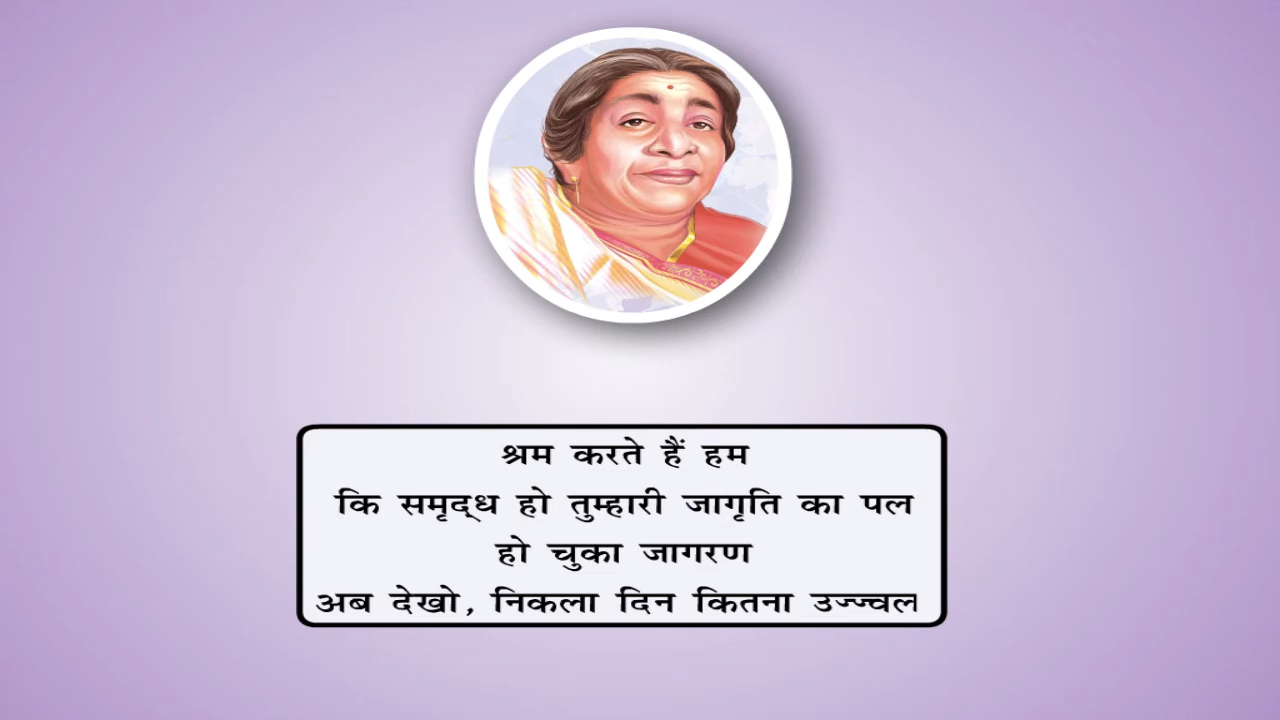 श्रम करते हैं हम
कि समृद्ध हो तुम्हारी जागृति का पल
हो चुका जागरण
अब देखो, निकला दिन कितना उज्ज्वल